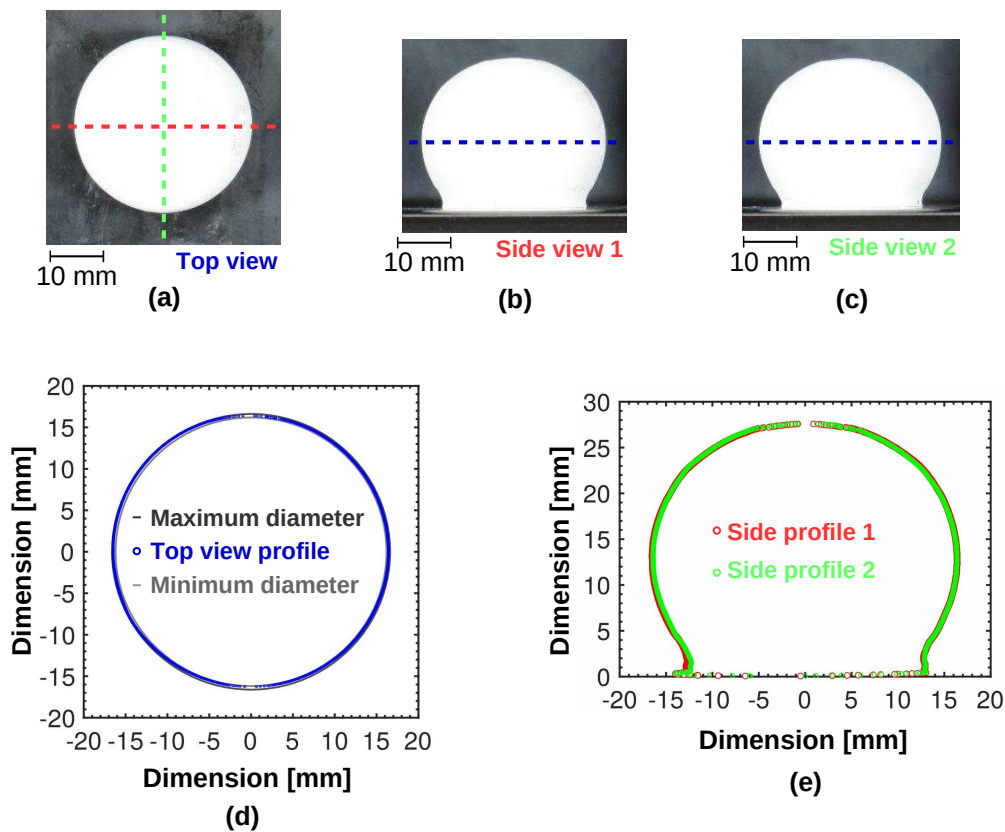 10 mm
Top view
(a)
10 mm
Side view 1
(b)
10 mm
Side view 2
(c)
Dimension [mm]
20
15
10
5
0
-5
-10
-15
-20
Maximum diameter
Top view profile
Minimum diameter
-20 -15 -10 -5 0 5 10 15 20
Dimension [mm]
(d)
Dimension [mm]
30
25
20
15
10
5
0
Side profile 1
Side profile 2
-20 -15 -10 -5 0 5 10 15 20
Dimension [mm]
(e)